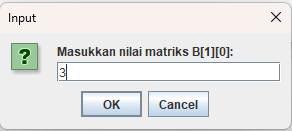 Input
Masukkan nilai matriks B[1][0]:
3
OK Cancel